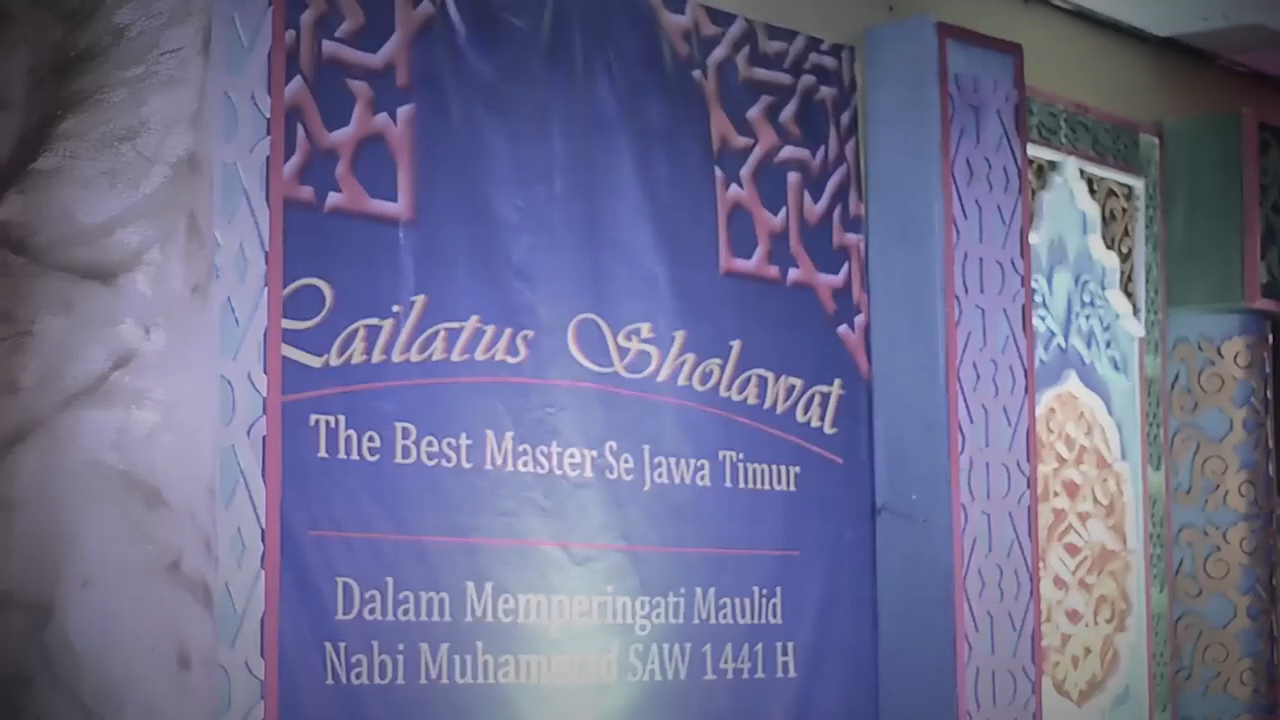 Lailatus Sholawat
The Best Master Se Jawa Timur
Dalam Memperingati Maulid
Nabi Muhammad SAW 1441 H